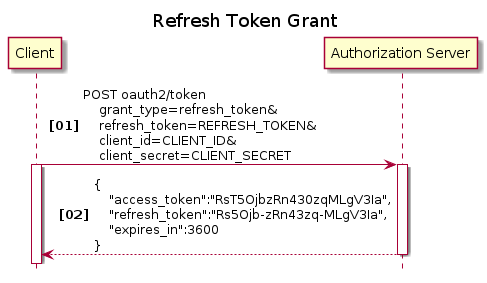 Refresh Token Grant
Client
Authorization Server
POST oauth2/token
grant_type=refresh_token&
[01] refresh_token=REFRESH_TOKEN&
client_id=CLIENT_ID&
client_secret=CLIENT_SECRET
{
"access_token":"RsT5OjbzRn430zqMLgV3Ia",
[02] "refresh_token":"Rs5Ojb-zRn43zq-MLgV3Ia",
"expires_in":3600
}